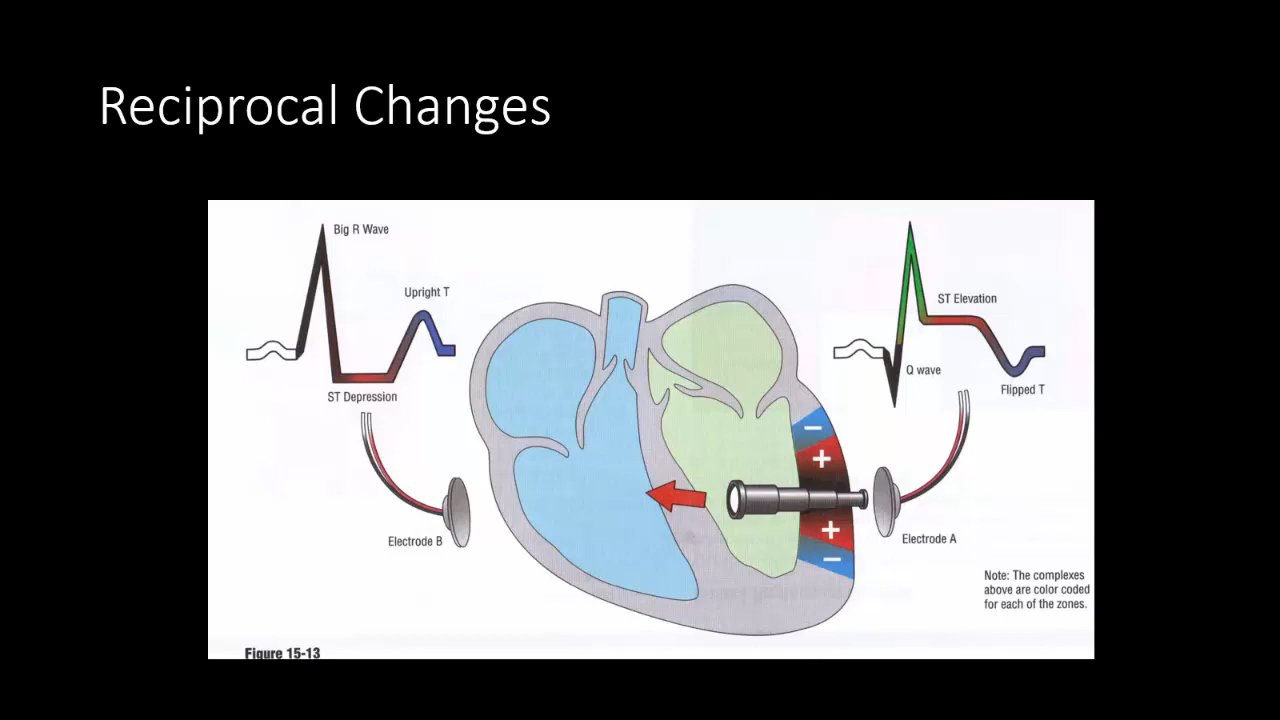 Reciprocal Changes
Big R Wave
Upright T
ST Depression
Electrode B
ST Elevation
Q wave
Flipped T
Electrode A
Note: The complexes
above are color coded
for each of the zones.
−
+
+
−
Figure 15-13